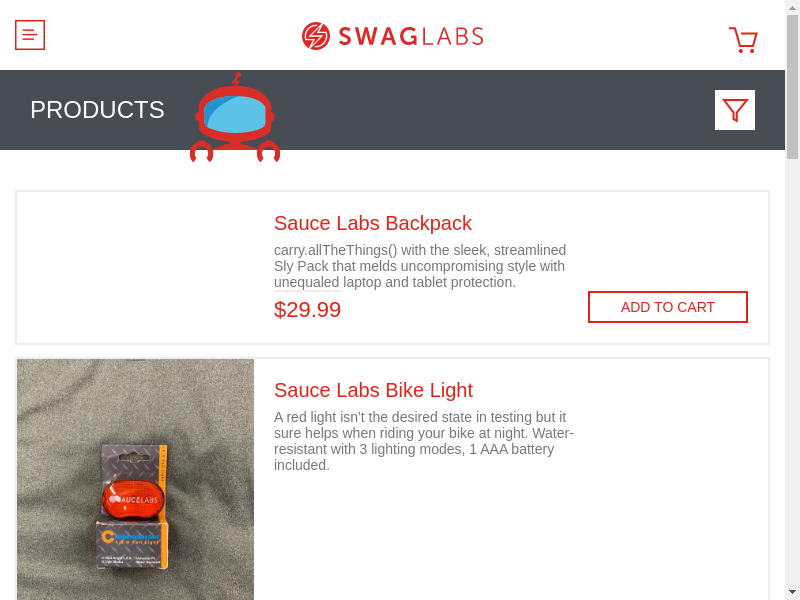 SWAGLABS
PRODUCTS
Sauce Labs Backpack
carry.allTheThings() with the sleek, streamlined
Sly Pack that melds uncompromising style with
unequaled laptop and tablet protection.
$29.99
ADD TO CART
Sauce Labs Bike Light
A red light isn't the desired state in testing but it
sure helps when riding your bike at night. Water-
resistant with 3 lighting modes, 1 AAA battery
included.
SAUCELABS